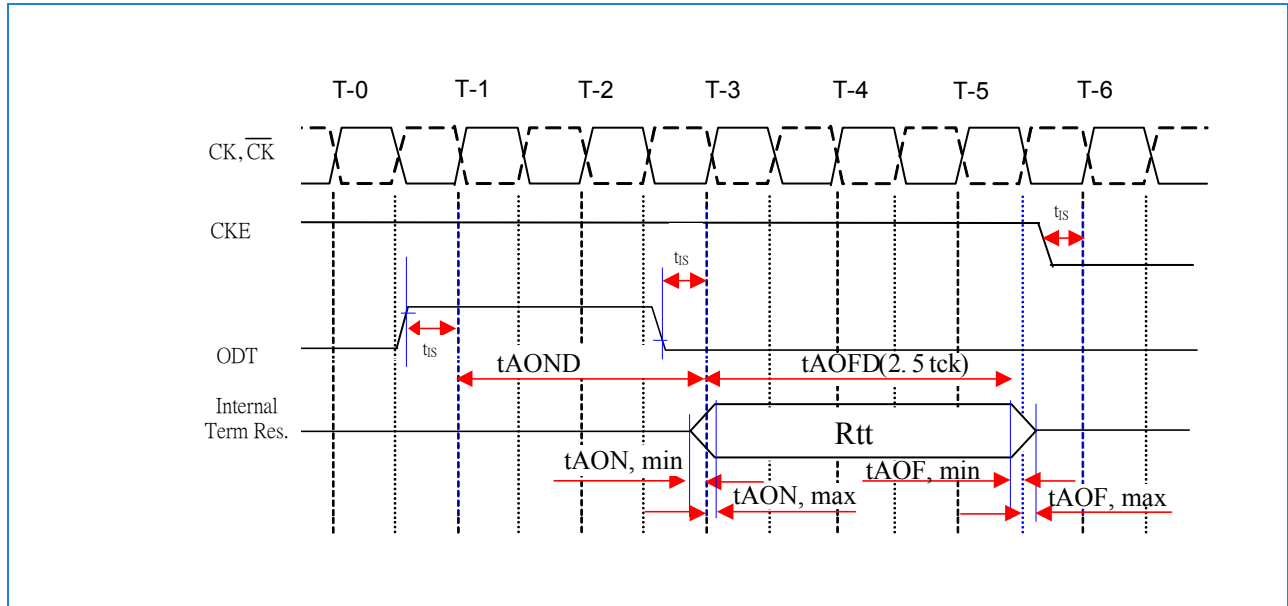 T-0 T-1 T-2 T-3 T-4 T-5 T-6
CK, CK
CKE
tIS
tIS
ODT
tIS
tAOND
tAOFD(2.5 tck)
Internal
Term Res.
Rtt
tAON, min
tAOF, min
tAON, max
tAOF, max